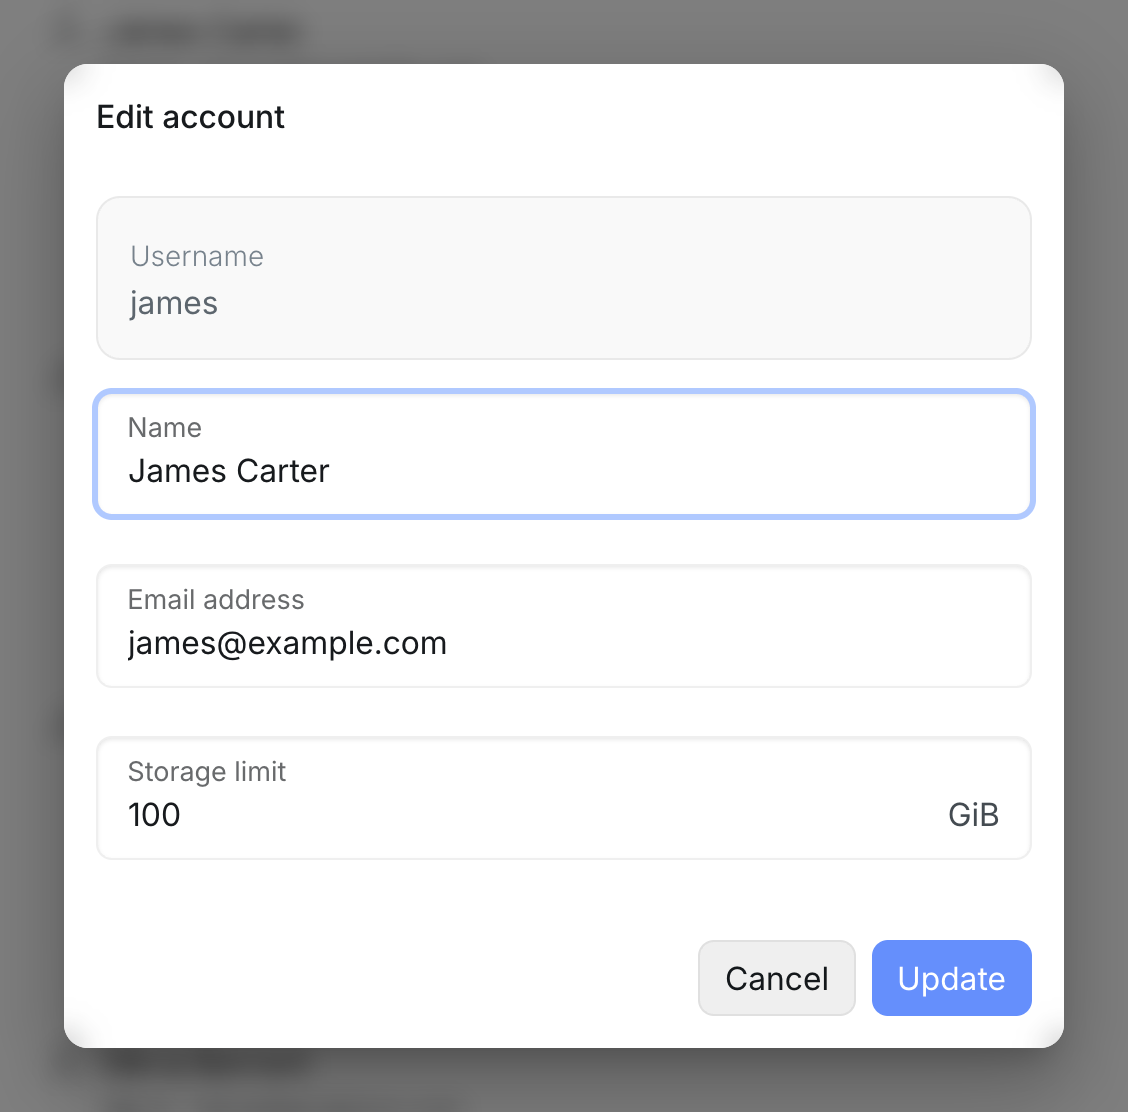 Edit account
Username
james
Name
James Carter
Email address
james@example.com
Storage limit
100 GiB
Cancel Update